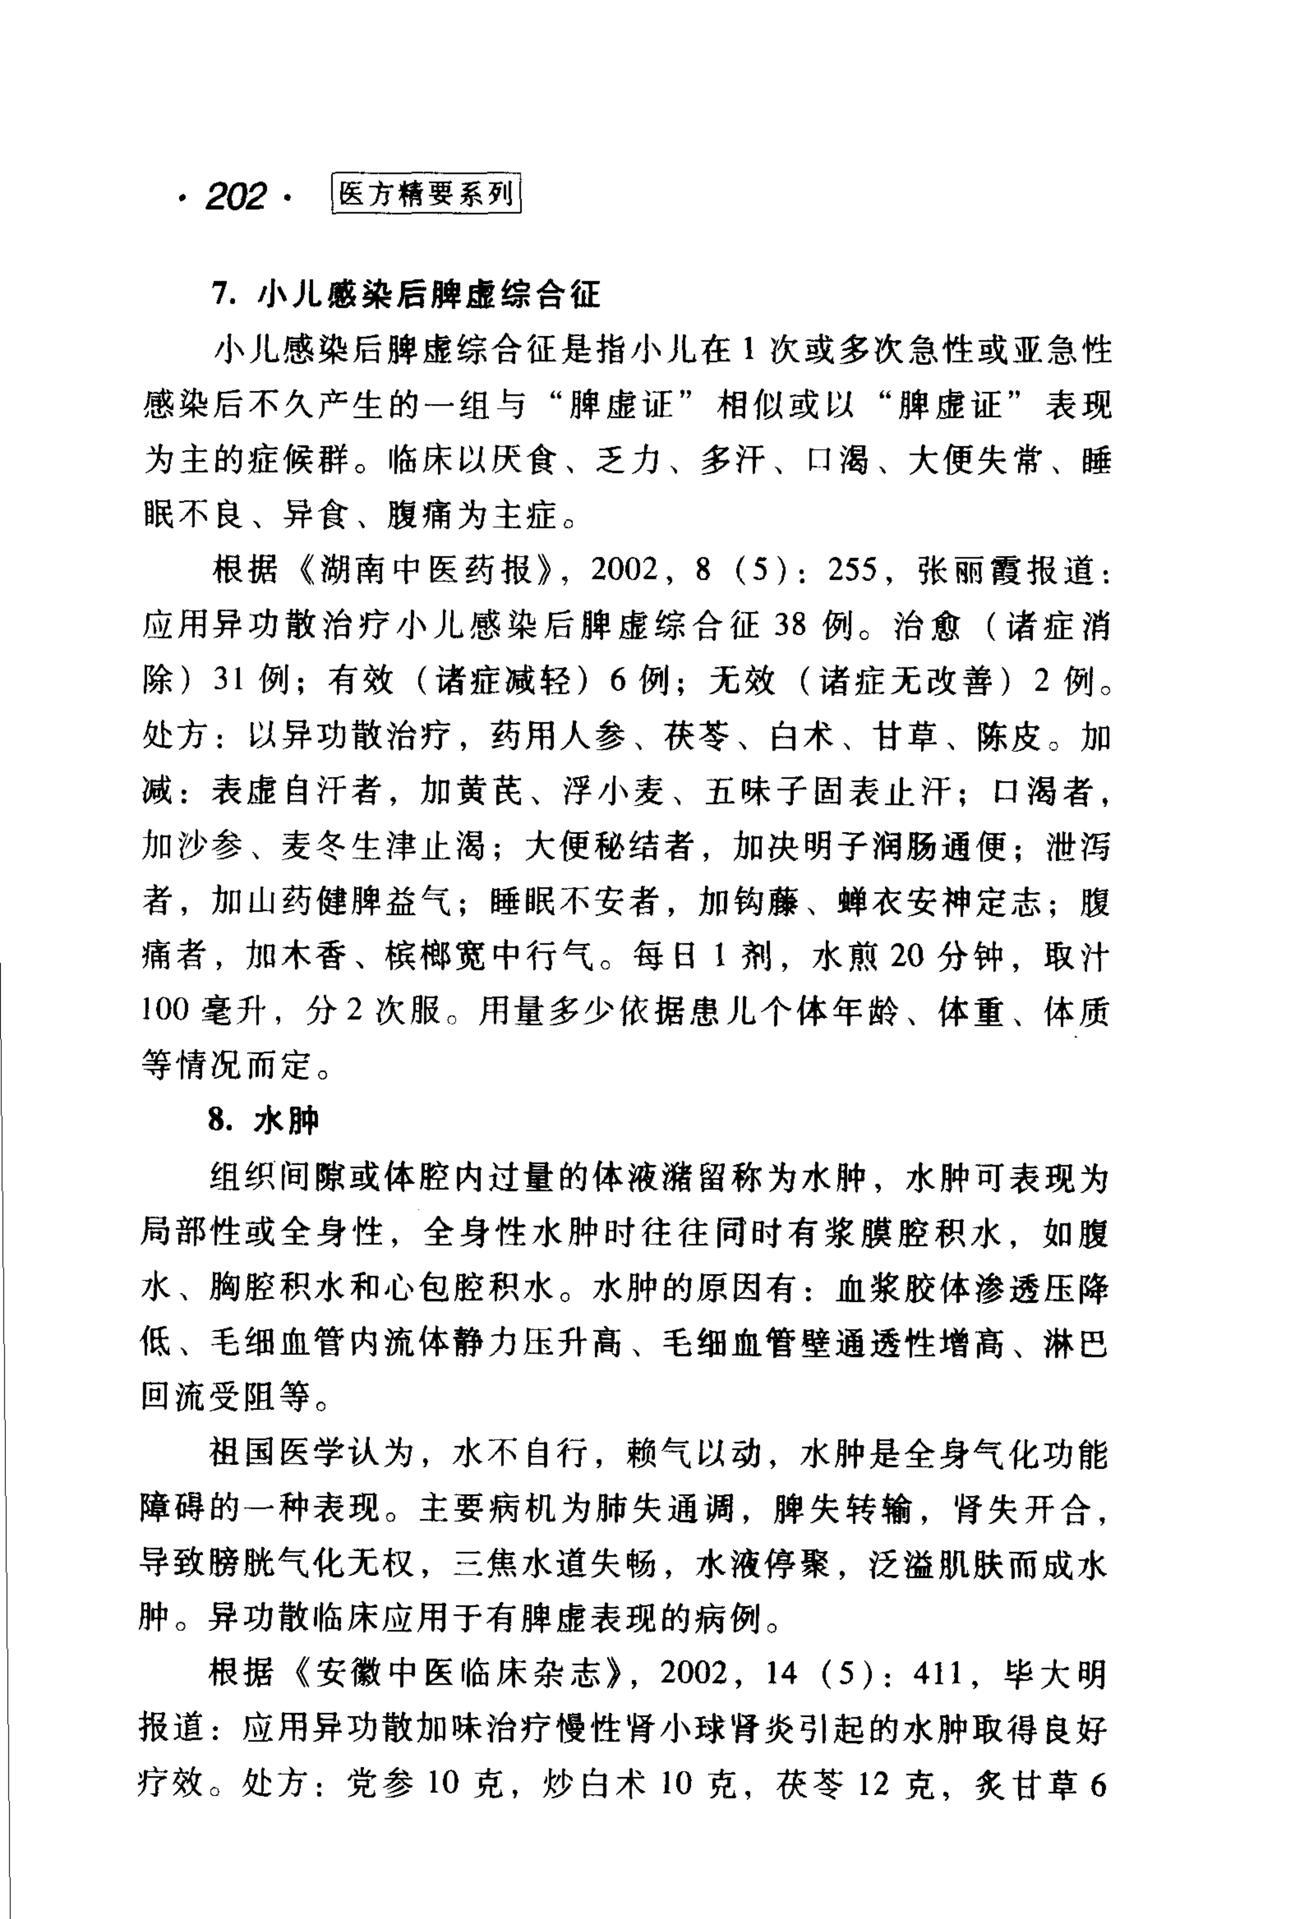 ·202· 医方精要系列
7. 小儿感染后脾虚综合征
小儿感染后脾虚综合征是指小儿在1次或多次急性或亚急性
感染后不久产生的一组与“脾虚证”相似或以“脾虚证”表现
为主的症候群。临床以厌食、乏力、多汗、口渴、大便失常、睡
眠不良、异食、腹痛为主症。
根据《湖南中医药报》，2002，8（5）：255，张丽霞报道：
应用异功散治疗小儿感染后脾虚综合征38例。治愈（诸症消
除）31例；有效（诸症减轻）6例；无效（诸症无改善）2例。
处方：以异功散治疗，药用人参、茯苓、白术、甘草、陈皮。加
减：表虚自汗者，加黄芪、浮小麦、五味子固表止汗；口渴者，
加沙参、麦冬生津止渴；大便秘结者，加决明子润肠通便；泄泻
者，加山药健脾益气；睡眠不安者，加钩藤、蝉衣安神定志；腹
痛者，加木香、槟榔宽中行气。每日1剂，水煎20分钟，取汁
100毫升，分2次服。用量多少依据患儿个体年龄、体重、体质
等情况而定。
8. 水肿
组织间隙或体腔内过量的体液潴留称为水肿，水肿可表现为
局部性或全身性，全身性水肿时往往同时有浆膜腔积水，如腹
水、胸腔积水和心包腔积水。水肿的原因有：血浆胶体渗透压降
低、毛细血管内流体静力压升高、毛细血管壁通透性增高、淋巴
回流受阻等。
祖国医学认为，水不自行，赖气以动，水肿是全身气化功能
障碍的一种表现。主要病机为肺失通调，脾失转输，肾失开合，
导致膀胱气化无权，三焦水道失畅，水液停聚，泛溢肌肤而成水
肿。异功散临床应用于有脾虚表现的病例。
根据《安徽中医临床杂志》，2002，14（5）：411，毕大明
报道：应用异功散加味治疗慢性肾小球肾炎引起的水肿取得良好
疗效。处方：党参10克，炒白术10克，茯苓12克，炙甘草6